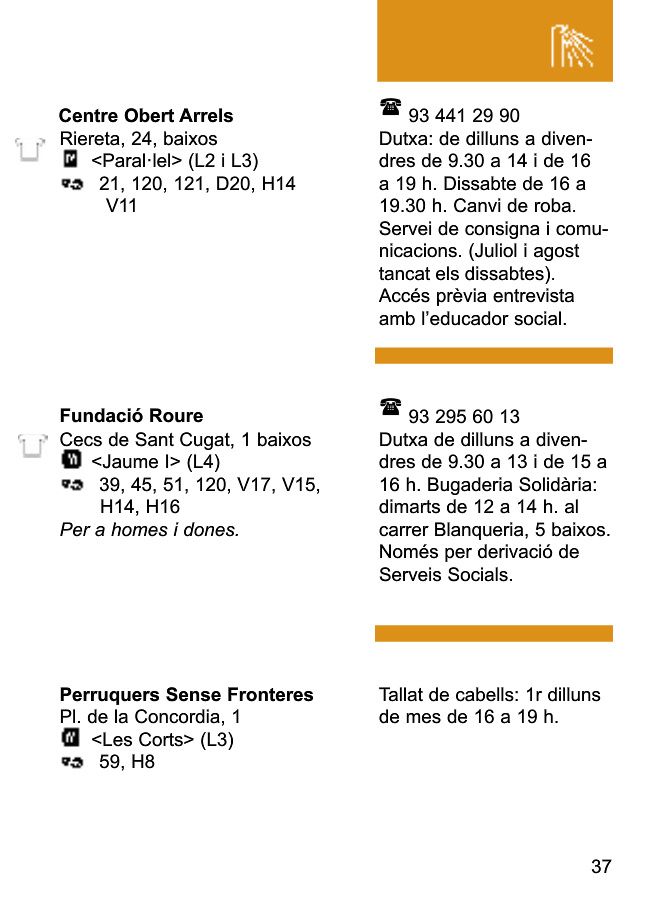 Centre Obert Arrels
Riereta, 24, baixos
<Paral·lel> (L2 i L3)
21, 120, 121, D20, H14
V11
93 441 29 90
Dutxa: de dilluns a diven-
dres de 9.30 a 14 i de 16
a 19 h. Dissabte de 16 a
19.30 h. Canvi de roba.
Servei de consigna i comu-
nicacions. (Juliol i agost
tancat els dissabtes).
Accés prèvia entrevista
amb l’educador social.
Fundació Roure
Cecs de Sant Cugat, 1 baixos
<Jaume I> (L4)
39, 45, 51, 120, V17, V15,
H14, H16
Per a homes i dones.
93 295 60 13
Dutxa de dilluns a diven-
dres de 9.30 a 13 i de 15 a
16 h. Bugaderia Solidària:
dimarts de 12 a 14 h. al
carrer Blanqueria, 5 baixos.
Només per derivació de
Serveis Socials.
Perruquers Sense Fronteres
Pl. de la Concordia, 1
<Les Corts> (L3)
59, H8
Tallat de cabells: 1r dilluns
de mes de 16 a 19 h.
37